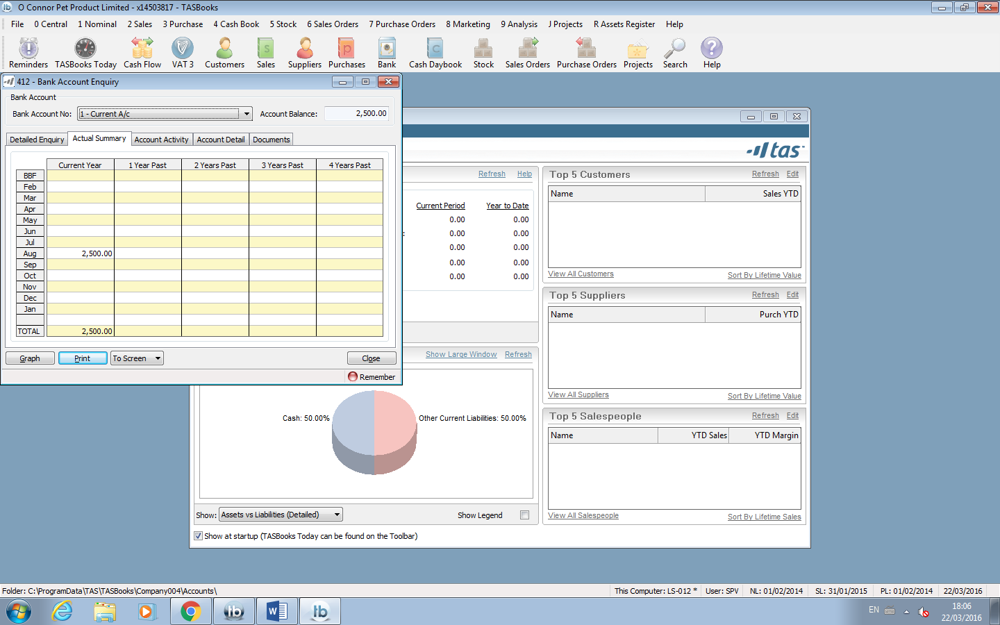 O Connor Pet Product Limited - x14503817 - TASBooks
File 0 Central 1 Nominal 2 Sales 3 Purchase 4 Cash Book 5 Stock 6 Sales Orders 7 Purchase Orders 8 Marketing 9 Analysis J Projects R Assets Register Help
Reminders TASBooks Today Cash Flow VAT 3 Customers Sales Suppliers Purchases Bank Cash Daybook Stock Sales Orders Purchase Orders Projects Search Help
412 - Bank Account Enquiry
Bank Account
Bank Account No: 1 - Current A/c Account Balance: 2,500.00
Detailed Enquiry Actual Summary Account Activity Account Detail Documents
Current Year 1 Year Past 2 Years Past 3 Years Past 4 Years Past
BBF
Feb
Mar
Apr
May
Jun
Jul
Aug 2,500.00
Sep
Oct
Nov
Dec
Jan
TOTAL 2,500.00
Graph Print To Screen Close
Remember
tas
Refresh Help
Current Period Year to Date
0.00 0.00
: 0.00 0.00
0.00 0.00
0.00 0.00
0.00 0.00
Show Large Window Refresh
Cash: 50.00% Other Current Liabilities: 50.00%
Show: Assets vs Liabilities (Detailed) Show Legend
Show at startup (TASBooks Today can be found on the Toolbar)
Top 5 Customers Refresh Edit
Name Sales YTD
View All Customers Sort By Lifetime Value
Top 5 Suppliers Refresh Edit
Name Purch YTD
View All Suppliers Sort By Lifetime Value
Top 5 Salespeople Refresh Edit
Name YTD Sales YTD Margin
View All Salespeople Sort By Lifetime Sales
Folder: C:\ProgramData\TAS\TASBooks\Company004\Accounts\ This Computer: LS-012 * User: SPV NL: 01/02/2014 SL: 31/01/2015 PL: 01/02/2014 22/03/2016
EN 18:06
22/03/2016